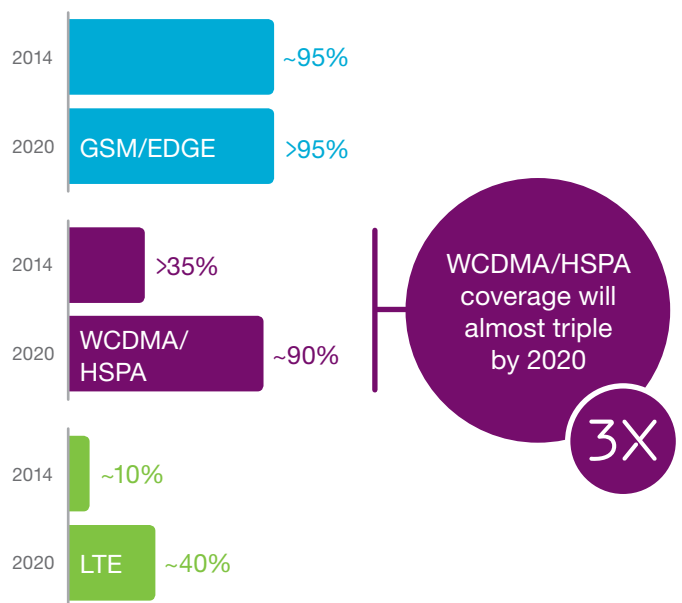 2014
~95%
2020
GSM/EDGE
>95%
2014
>35%
2020
WCDMA/
HSPA
~90%
WCDMA/HSPA
coverage will
almost triple
by 2020
3X
2014
~10%
2020
LTE
~40%